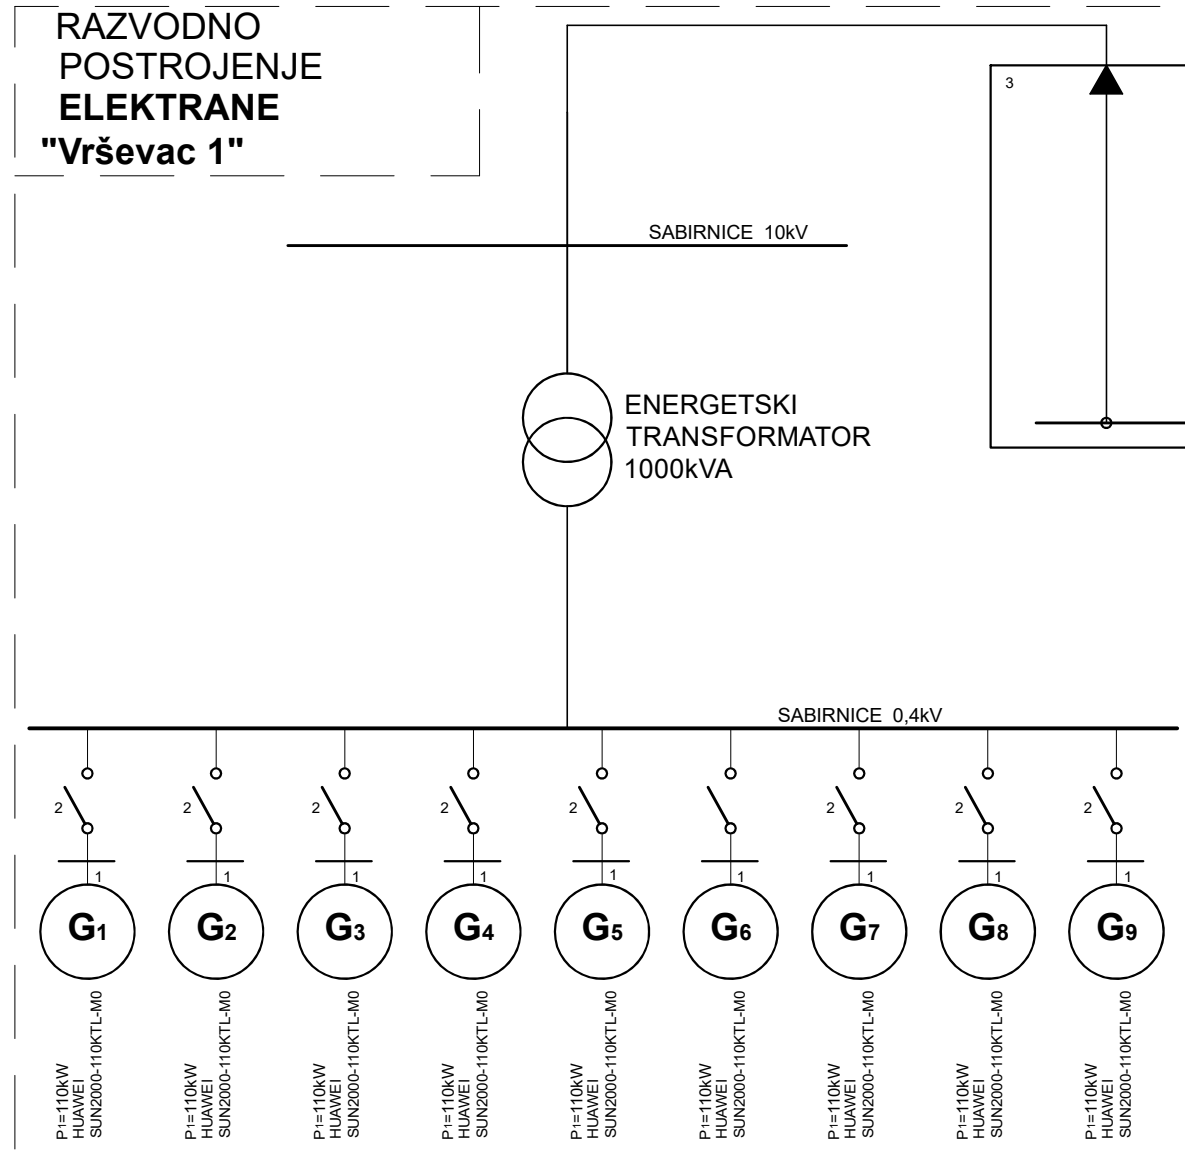 RAZVODNO
POSTROJENJE
ELEKTRANE
"Vrševac 1"
3
SABIRNICE 10kV
ENERGETSKI
TRANSFORMATOR
1000kVA
SABIRNICE 0,4kV
2 2 2 2 2 2 2 2 2
1 1 1 1 1 1 1 1 1
G1 G2 G3 G4 G5 G6 G7 G8 G9
P1=110kW
HUAWEI
SUN2000-110KTL-M0
P1=110kW
HUAWEI
SUN2000-110KTL-M0
P1=110kW
HUAWEI
SUN2000-110KTL-M0
P1=110kW
HUAWEI
SUN2000-110KTL-M0
P1=110kW
HUAWEI
SUN2000-110KTL-M0
P1=110kW
HUAWEI
SUN2000-110KTL-M0
P1=110kW
HUAWEI
SUN2000-110KTL-M0
P1=110kW
HUAWEI
SUN2000-110KTL-M0
P1=110kW
HUAWEI
SUN2000-110KTL-M0